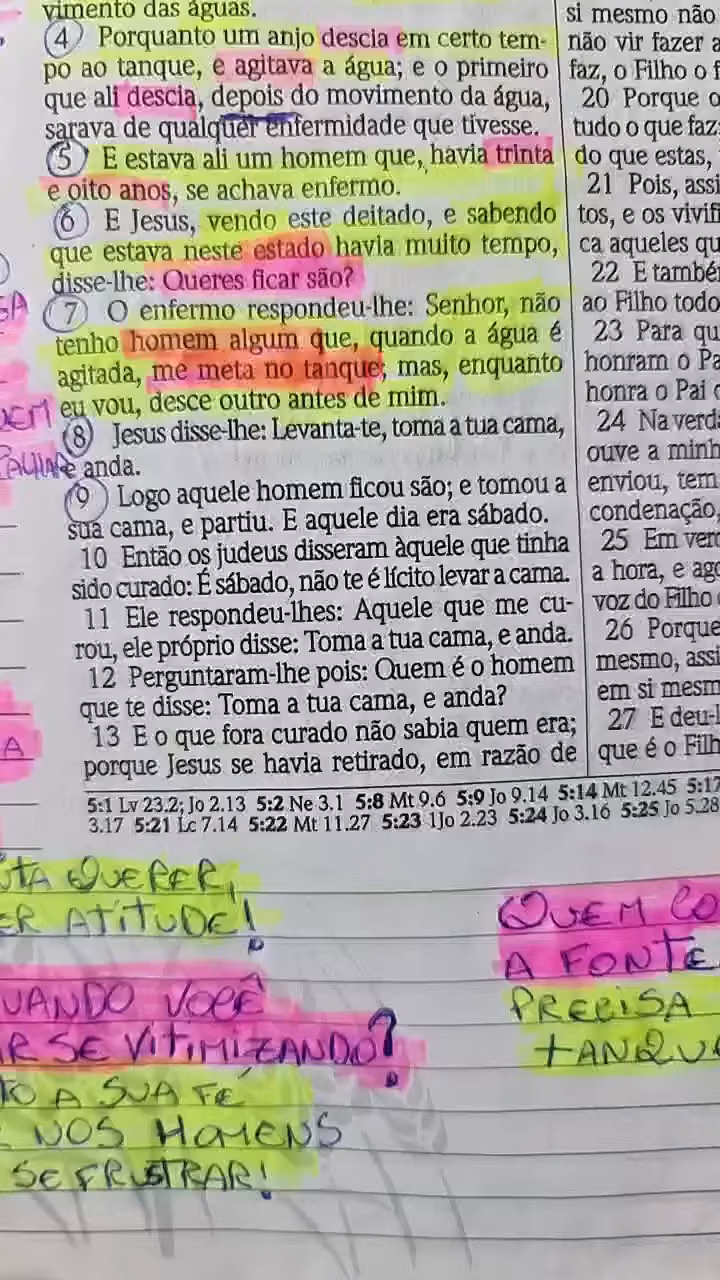 vimento das águas.
4 Porquanto um anjo descia em certo tem-
po ao tanque, e agitava a água; e o primeiro
que ali descia, depois do movimento da água,
sarava de qualquer enfermidade que tivesse.
5 E estava ali um homem que, havia trinta
e oito anos, se achava enfermo.
6 E Jesus, vendo este deitado, e sabendo
que estava neste estado havia muito tempo,
disse-lhe: Queres ficar são?
7 O enfermo respondeu-lhe: Senhor, não
tenho homem algum que, quando a água é
agitada, me meta no tanque; mas, enquanto
eu vou, desce outro antes de mim.
8 Jesus disse-lhe: Levanta-te, toma a tua cama,
e anda.
9 Logo aquele homem ficou são; e tomou a
sua cama, e partiu. E aquele dia era sábado.
10 Então os judeus disseram àquele que tinha
sido curado: É sábado, não te é lícito levar a cama.
11 Ele respondeu-lhes: Aquele que me cu-
rou, ele próprio disse: Toma a tua cama, e anda.
12 Perguntaram-lhe pois: Quem é o homem
que te disse: Toma a tua cama, e anda?
13 E o que fora curado não sabia quem era;
porque Jesus se havia retirado, em razão de
si mesmo não
não vir fazer a
faz, o Filho o f
20 Porque o
tudo o que faz
do que estas,
21 Pois, assi
tos, e os vivifi
ca aqueles qu
22 E també
ao Filho todo
23 Para qu
honram o Pa
honra o Pai
24 Na verd
ouve a minh
enviou, tem
condenação,
25 Em ver
a hora, e ago
voz do Filho
26 Porque
mesmo, assi
em si mesm
27 E deu-l
que é o Filh
5:1 Lv 23.2; Jo 2.13 5:2 Ne 3.1 5:8 Mt 9.6 5:9 Jo 9.14 5:14 Mt 12.45 5:17
3.17 5:21 Lc 7.14 5:22 Mt 11.27 5:23 1Jo 2.23 5:24 Jo 3.16 5:25 Jo 5.28
STA QUERER,
ER ATITUDE!
UANDO VOCÊ
AR SE VITIMIZANDO?
TO A SUA FÉ
NOS HOMENS
SE FRUSTRAR!
QUEM CO
A FONTE
PRECISA
TANQU